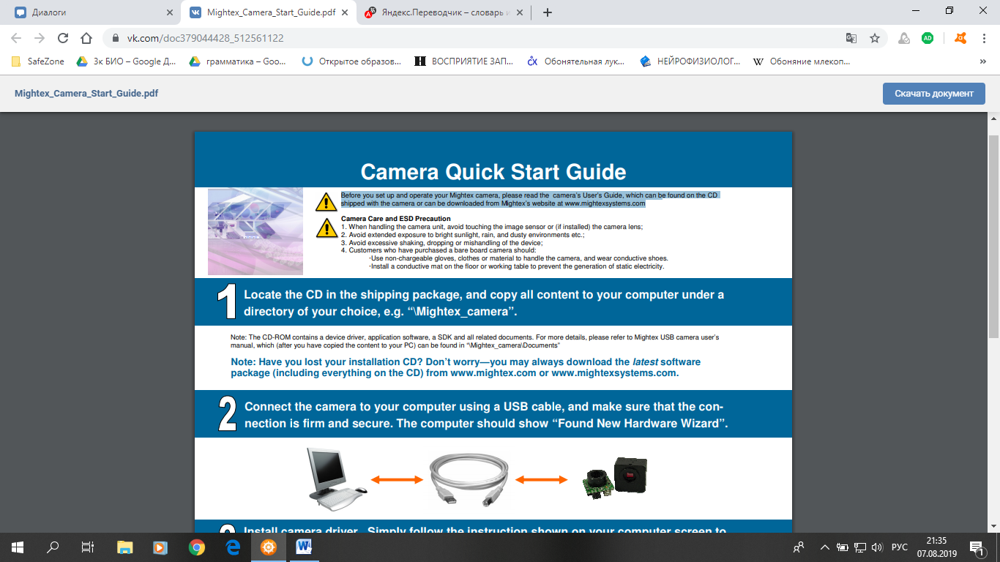 Диалоги
Mightex_Camera_Start_Guide.pdf
Яндекс.Переводчик – словарь и
vk.com/doc379044428_512561122
SafeZone
3к БИО – Google Д...
грамматика – Goo...
Открытое образов...
ВОСПРИЯТИЕ ЗАП...
Обонятельная лук...
НЕЙРОФИЗИОЛОГ...
Обоняние млекоп...
Mightex_Camera_Start_Guide.pdf
Скачать документ
Camera Quick Start Guide
Before you set up and operate your Mightex camera, please read the camera's User's Guide, which can be found on the CD
shipped with the camera or can be downloaded from Mightex's website at www.mightexsystems.com
Camera Care and ESD Precaution
1. When handling the camera unit, avoid touching the image sensor or (if installed) the camera lens;
2. Avoid extended exposure to bright sunlight, rain, and dusty environments etc.;
3. Avoid excessive shaking, dropping or mishandling of the device;
4. Customers who have purchased a bare board camera should:
·Use non-chargeable gloves, clothes or material to handle the camera, and wear conductive shoes.
·Install a conductive mat on the floor or working table to prevent the generation of static electricity.
1
Locate the CD in the shipping package, and copy all content to your computer under a
directory of your choice, e.g. “\Mightex_camera”.
Note: The CD-ROM contains a device driver, application software, a SDK and all related documents. For more details, please refer to Mightex USB camera user's
manual, which (after you have copied the content to your PC) can be found in “\Mightex_camera\Documents”
Note: Have you lost your installation CD? Don't worry—you may always download the latest software
package (including everything on the CD) from www.mightex.com or www.mightexsystems.com.
2
Connect the camera to your computer using a USB cable, and make sure that the con-
nection is firm and secure. The computer should show “Found New Hardware Wizard”.
Install camera driver. Simply follow the instruction shown on your computer screen to
РУС
21:35
07.08.2019
1